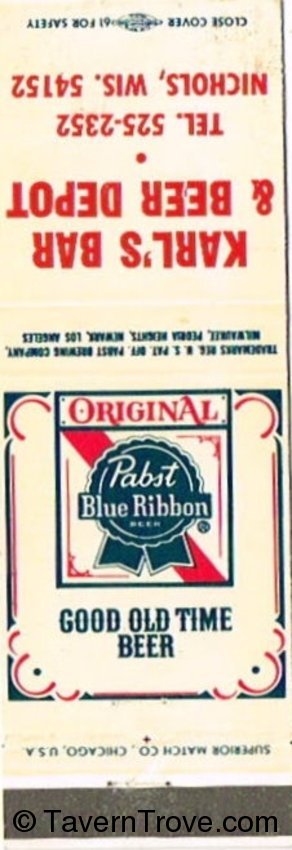 CLOSE COVER 61 FOR SAFETY
KARL'S BAR
& BEER DEPOT
•
TEL. 525-2352
NICHOLS, WIS. 54152
TRADEMARKS REG. U. S. PAT. OFF. PABST BREWING COMPANY,
MILWAUKEE, PEORIA HEIGHTS, NEWARK, LOS ANGELES
ORIGINAL
Pabst
Blue Ribbon
BEER
®
GOOD OLD TIME
BEER
SUPERIOR MATCH CO., CHICAGO, U.S.A.
© TavernTrove.com